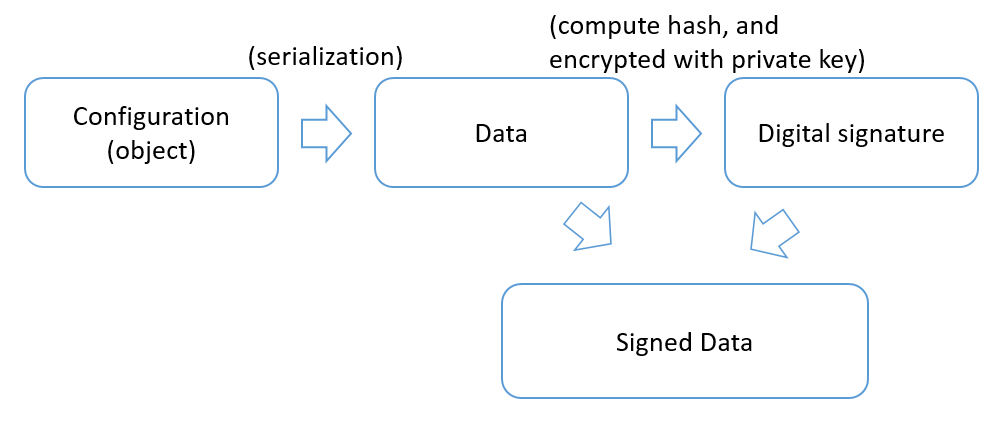 (compute hash, and
encrypted with private key)
(serialization)
Configuration
(object)
Data
Digital signature
Signed Data